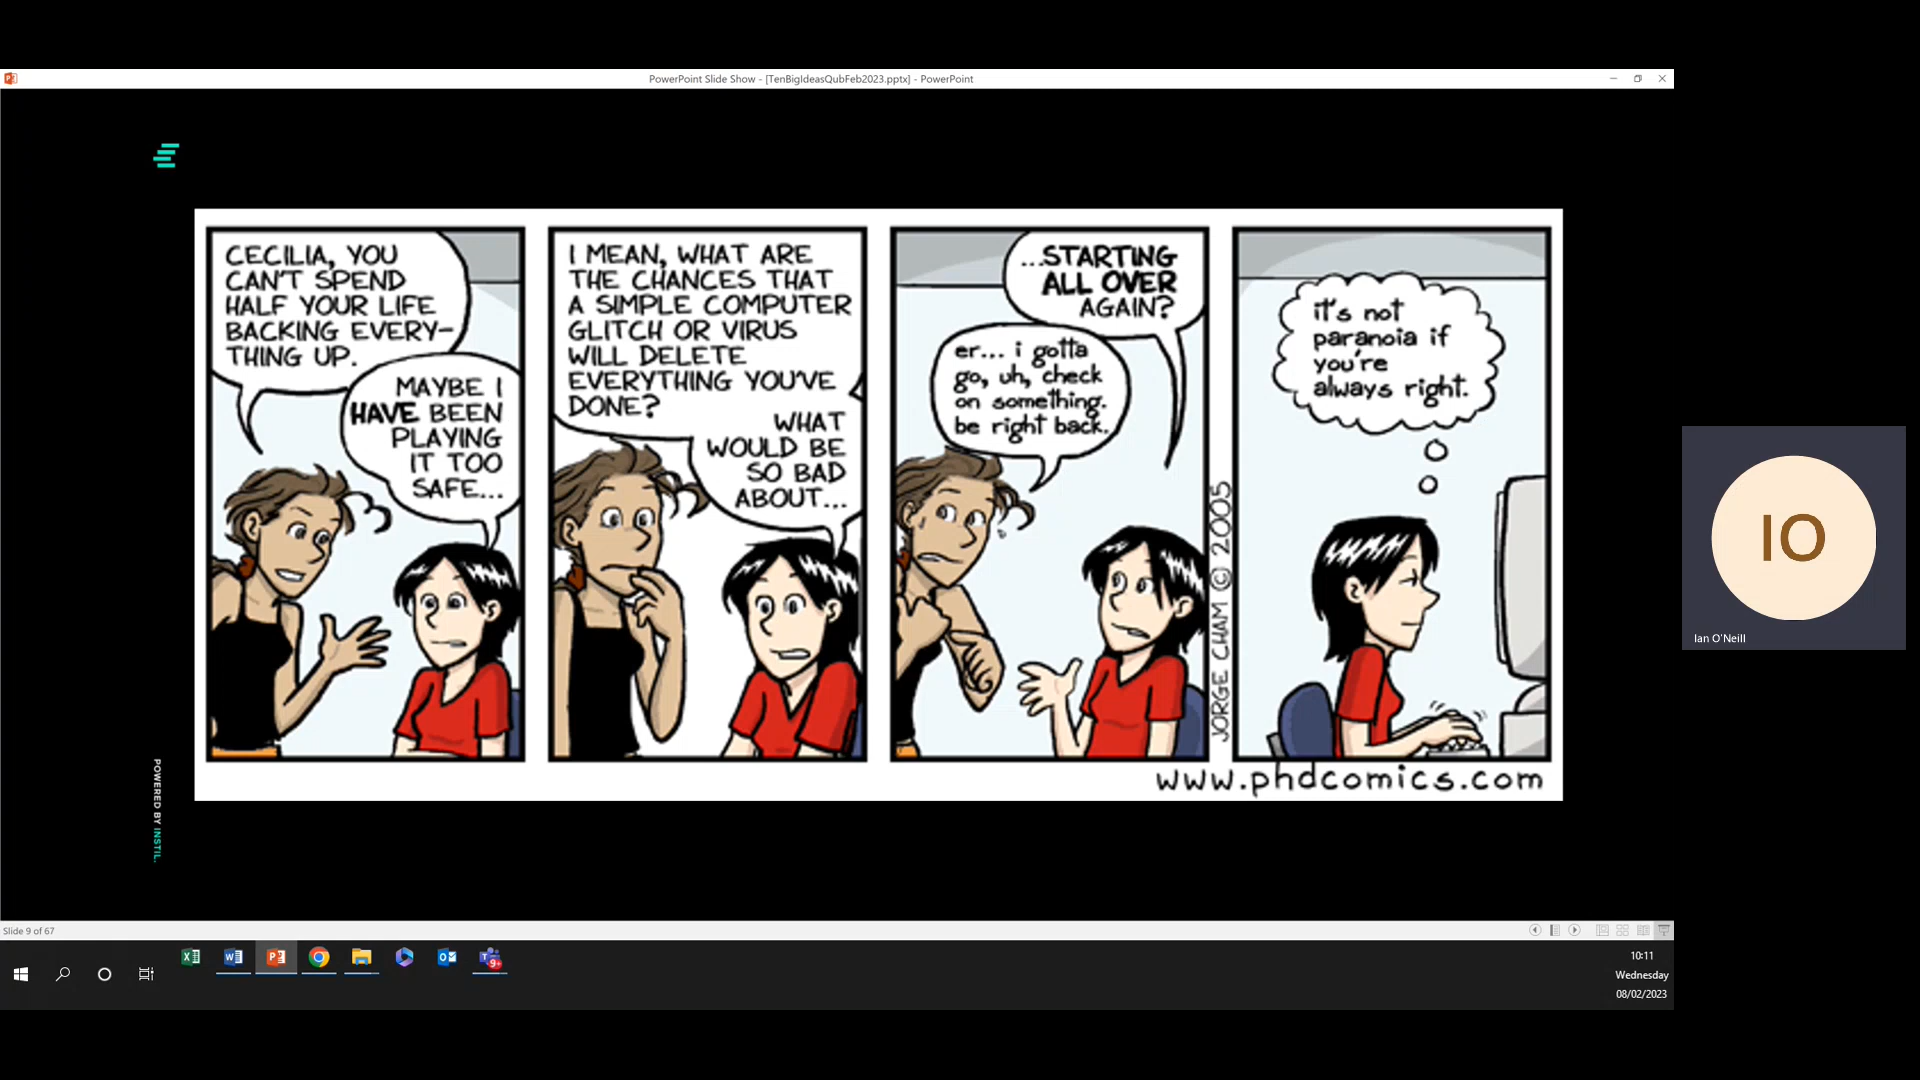 PowerPoint Slide Show - [TenBigIdeasQubFeb2023.pptx] - PowerPoint
CECILIA, YOU
CAN'T SPEND
HALF YOUR LIFE
BACKING EVERY-
THING UP.
MAYBE I
HAVE BEEN
PLAYING
IT TOO
SAFE...
I MEAN, WHAT ARE
THE CHANCES THAT
A SIMPLE COMPUTER
GLITCH OR VIRUS
WILL DELETE
EVERYTHING YOU'VE
DONE?
WHAT
WOULD BE
SO BAD
ABOUT...
...STARTING
ALL OVER
AGAIN?
er... i gotta
go, uh, check
on something.
be right back.
JORGE CHAM © 2005
it's not
paranoia if
you're
always right.
www.phdcomics.com
POWERED BY INSTIL.
IO
Ian O'Neill
Slide 9 of 67
9+
10:11
Wednesday
08/02/2023